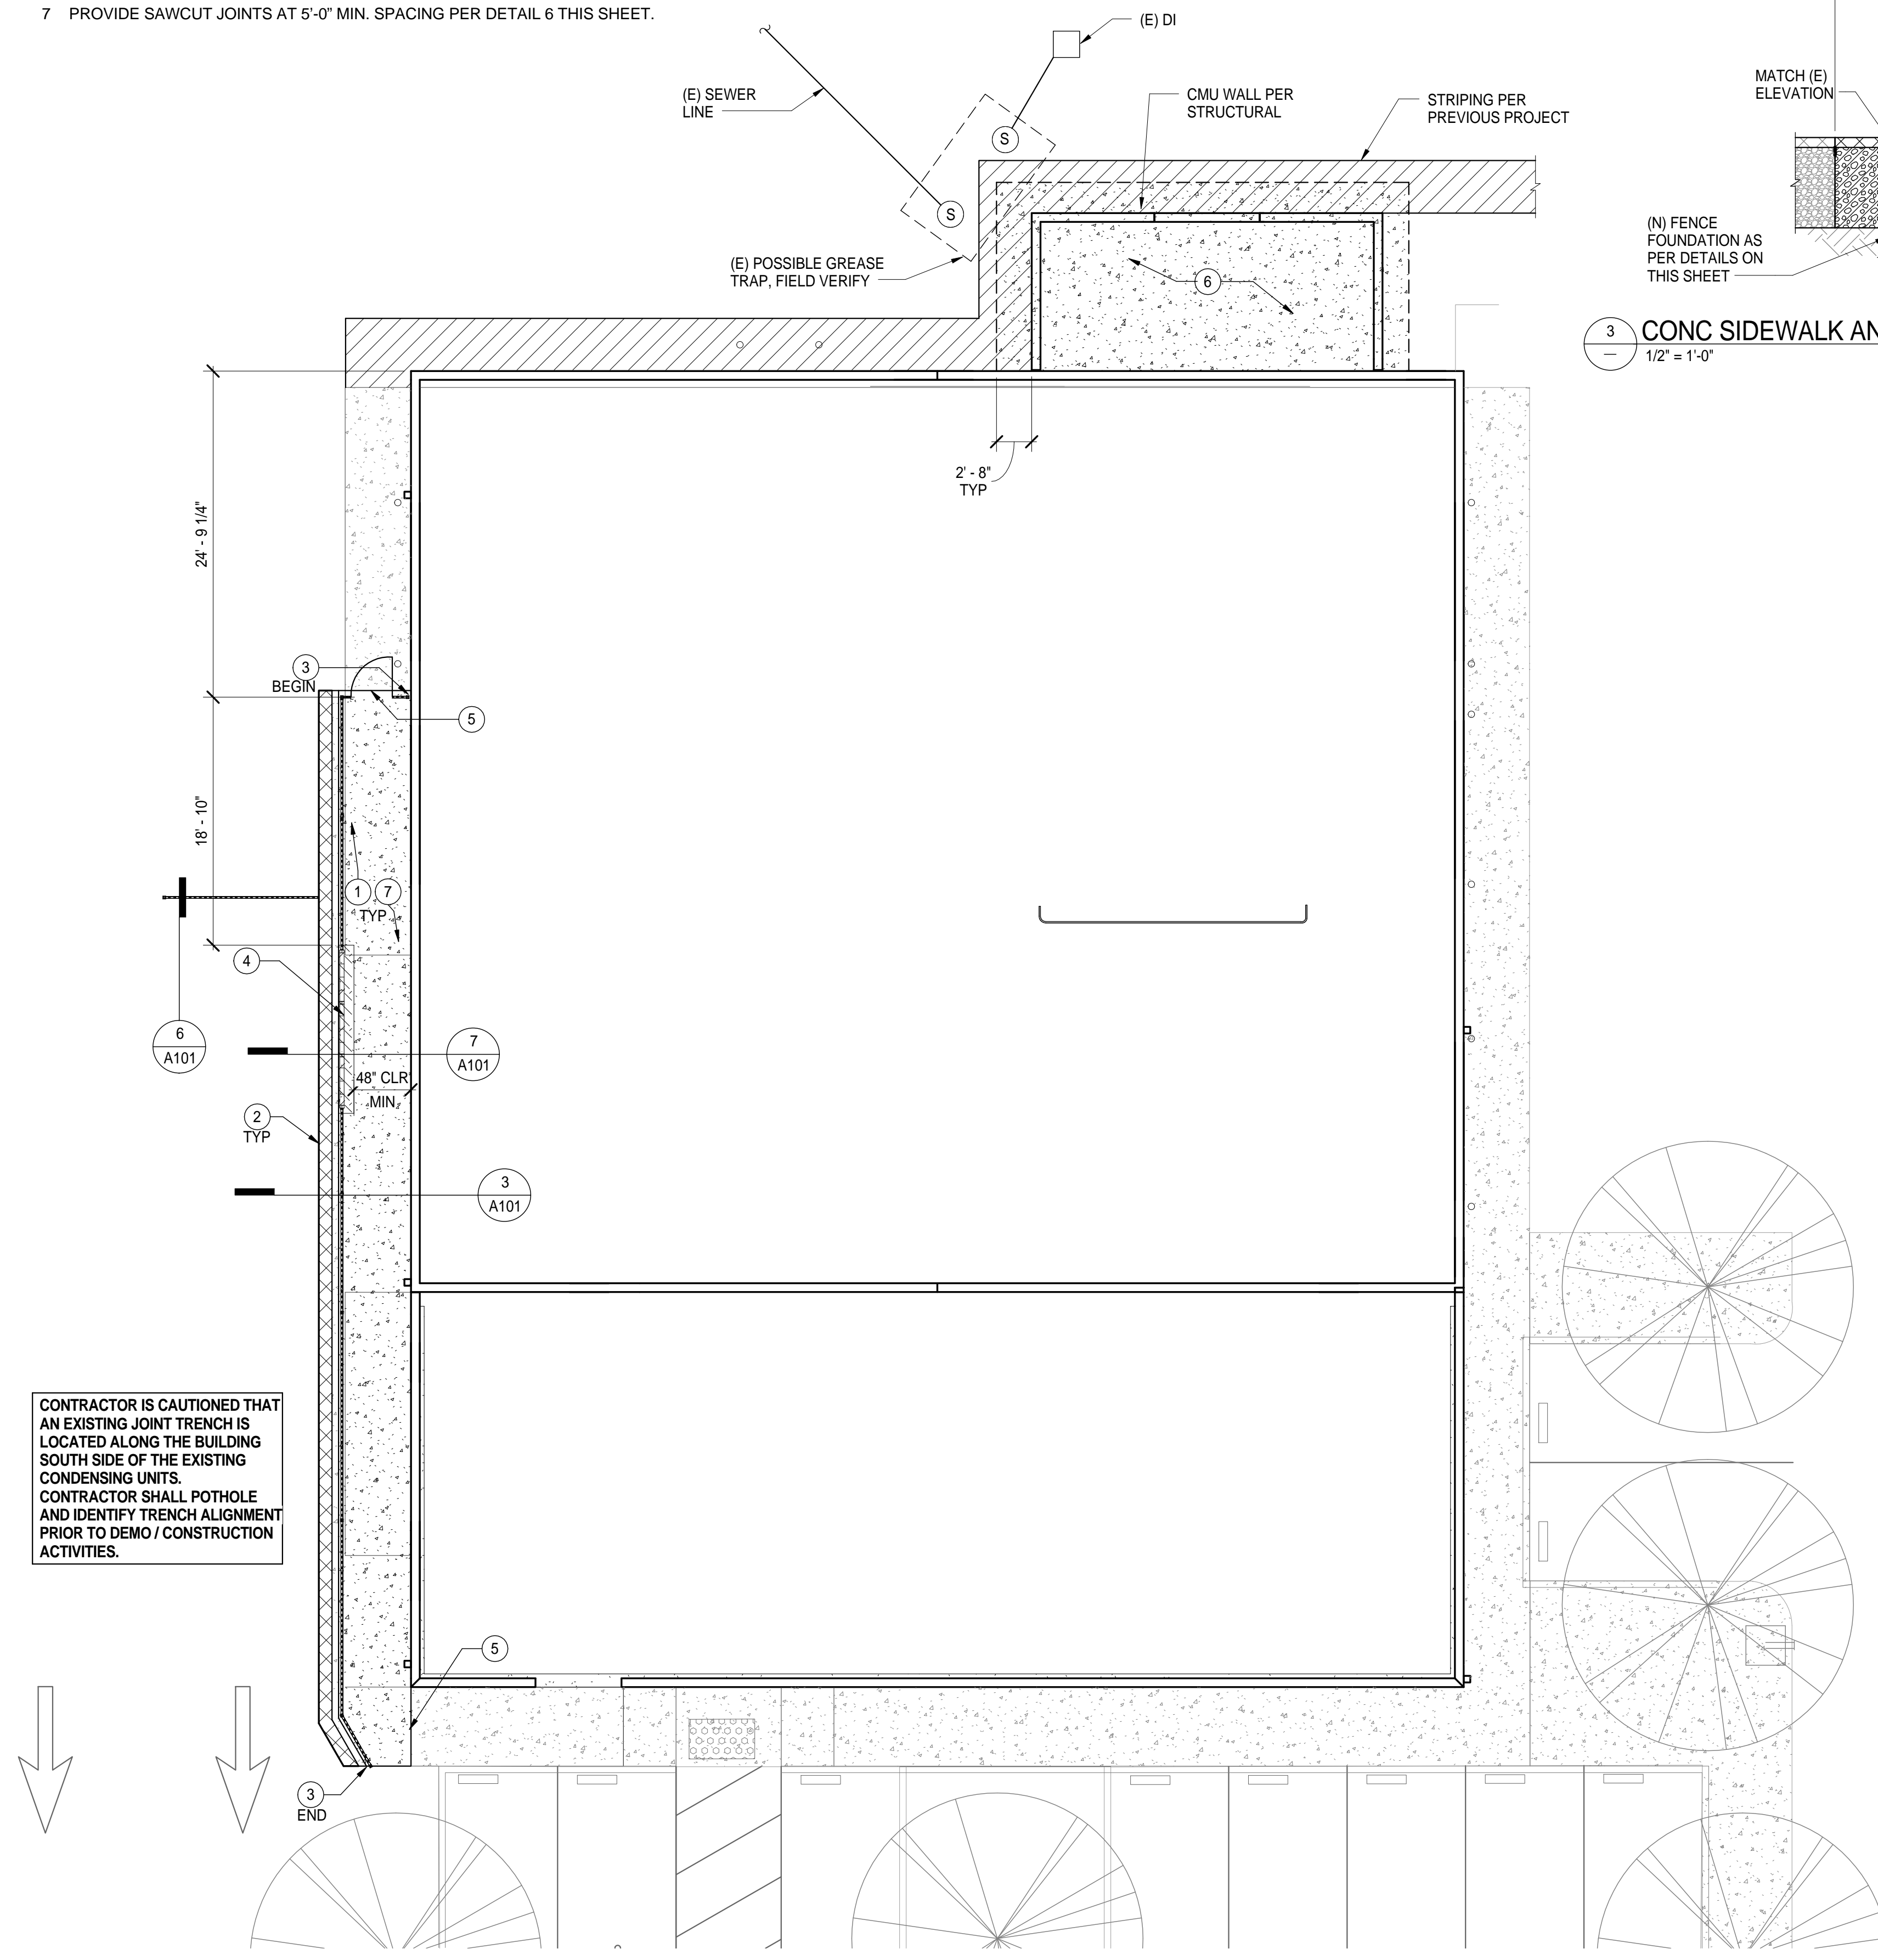 7 PROVIDE SAWCUT JOINTS AT 5'-0" MIN. SPACING PER DETAIL 6 THIS SHEET.
(E) DI
(E) SEWER
LINE
CMU WALL PER
STRUCTURAL
STRIPING PER
PREVIOUS PROJECT
MATCH (E)
ELEVATION
S
S
(E) POSSIBLE GREASE
TRAP, FIELD VERIFY
6
(N) FENCE
FOUNDATION AS
PER DETAILS ON
THIS SHEET
3
—
CONC SIDEWALK AN
1/2" = 1'-0"
2' - 8"
TYP
24' - 9 1/4"
3
BEGIN
5
18' - 10"
1
7
TYP
4
6
A101
7
A101
48" CLR
MIN
2
TYP
3
A101
CONTRACTOR IS CAUTIONED THAT
AN EXISTING JOINT TRENCH IS
LOCATED ALONG THE BUILDING
SOUTH SIDE OF THE EXISTING
CONDENSING UNITS.
CONTRACTOR SHALL POTHOLE
AND IDENTIFY TRENCH ALIGNMENT
PRIOR TO DEMO / CONSTRUCTION
ACTIVITIES.
5
3
END